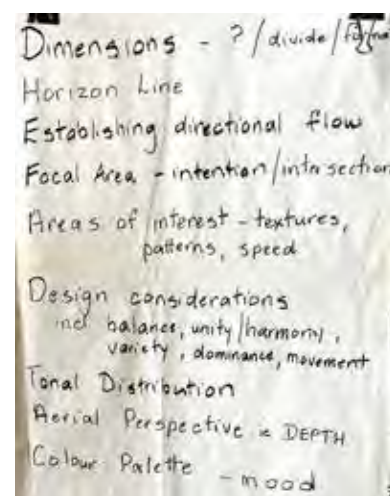 Dimensions - ? / divide / format
Horizon Line
Establishing directional flow
Focal Area - intention/intersection
Areas of interest - textures,
patterns, speed
Design considerations
incl balance, unity/harmony,
variety, dominance, movement
Tonal Distribution
Aerial Perspective DEPTH
Colour Palette
- mood